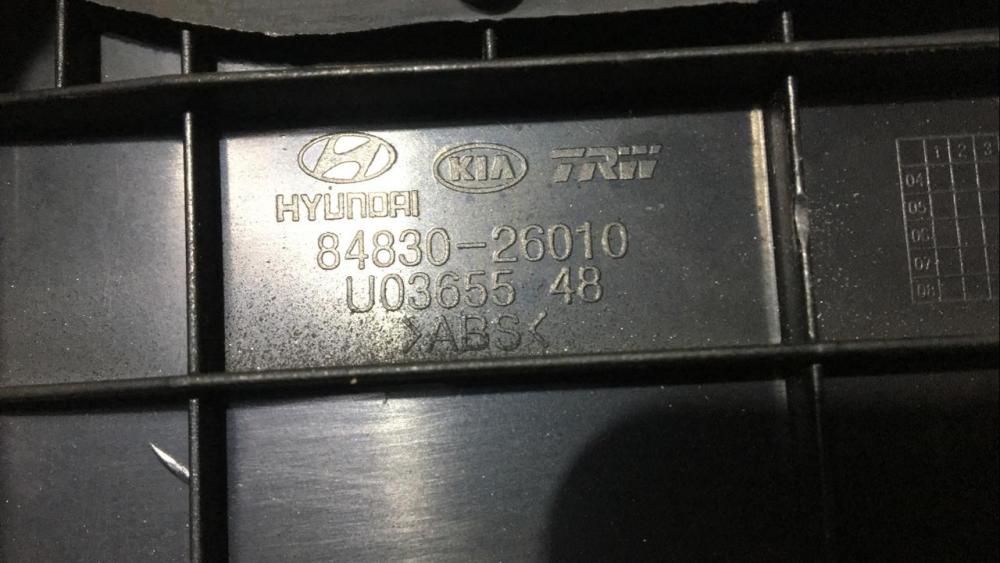 HYUNDAI KIA TRW
84830-26010
U03655 48
>ABS<
1 2 3
04
05
06
07
08